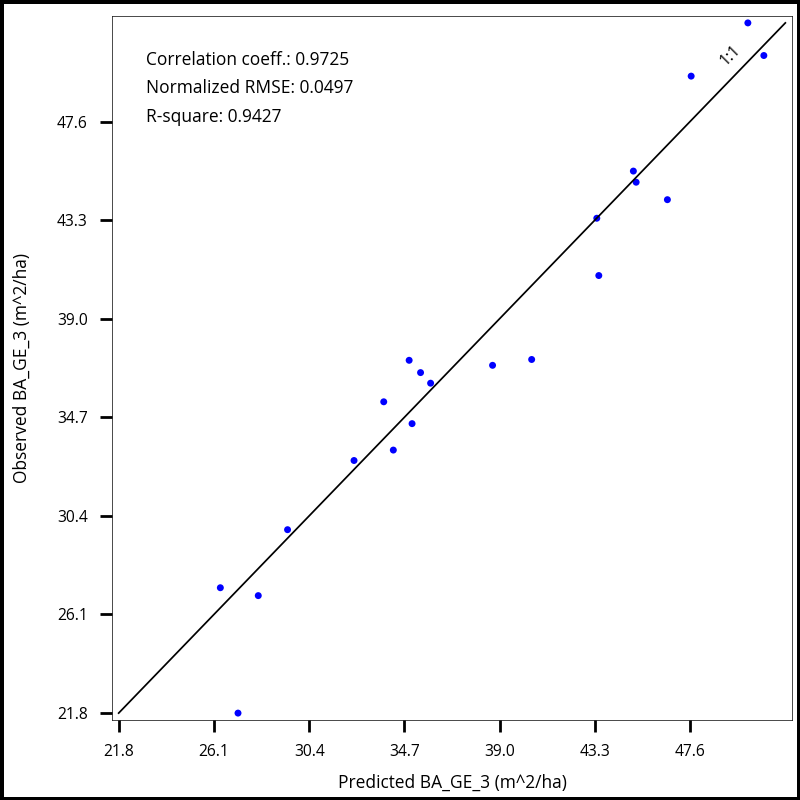 Correlation coeff.: 0.9725
Normalized RMSE: 0.0497
R-square: 0.9427
1:1
Observed BA_GE_3 (m^2/ha)
47.6
43.3
39.0
34.7
30.4
26.1
21.8
21.8 26.1 30.4 34.7 39.0 43.3 47.6
Predicted BA_GE_3 (m^2/ha)